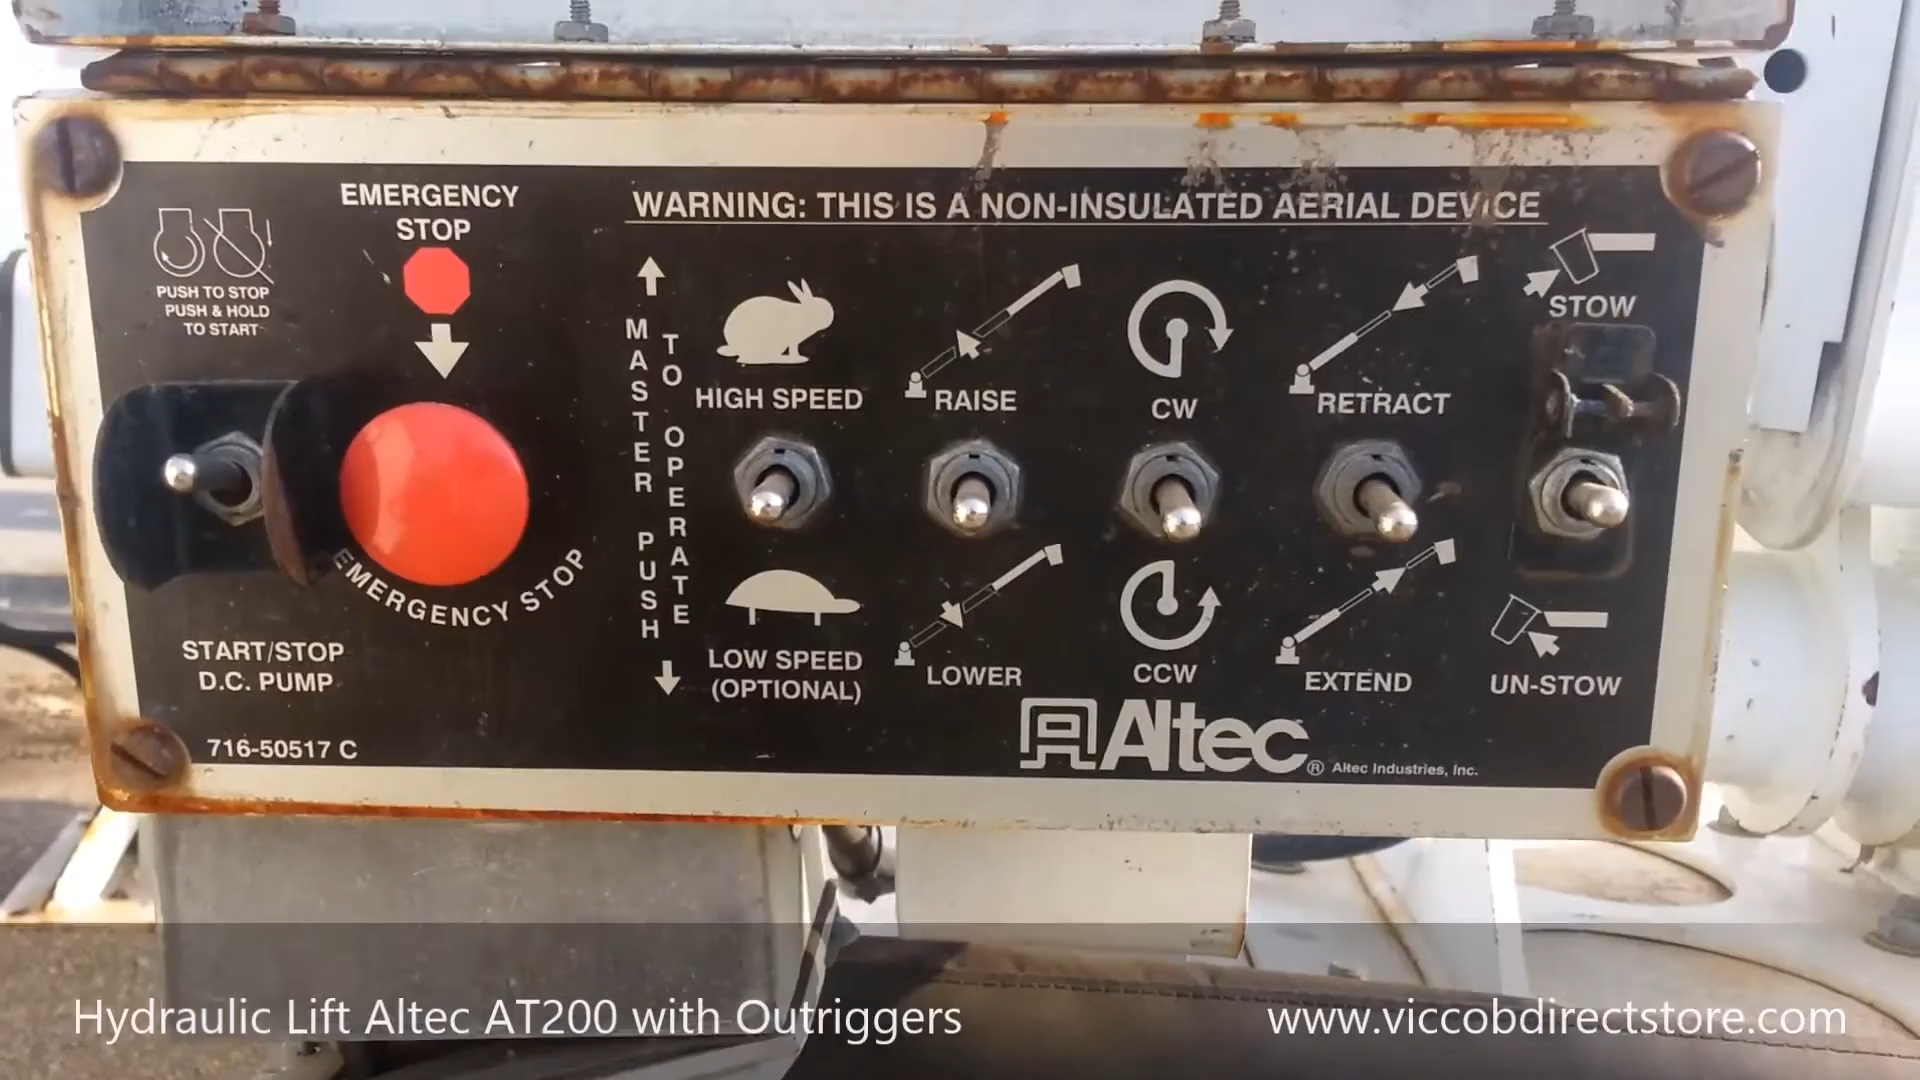 EMERGENCY
STOP
PUSH TO STOP
PUSH & HOLD
TO START
EMERGENCY STOP
START/STOP
D.C. PUMP
716-50517 C
WARNING: THIS IS A NON-INSULATED AERIAL DEVICE
MASTER PUSH
TO OPERATE
HIGH SPEED
RAISE
CW
RETRACT
STOW
LOW SPEED
(OPTIONAL)
LOWER
CCW
EXTEND
UN-STOW
Altec
® Altec Industries, Inc.
Hydraulic Lift Altec AT200 with Outriggers
www.viccobdirectstore.com